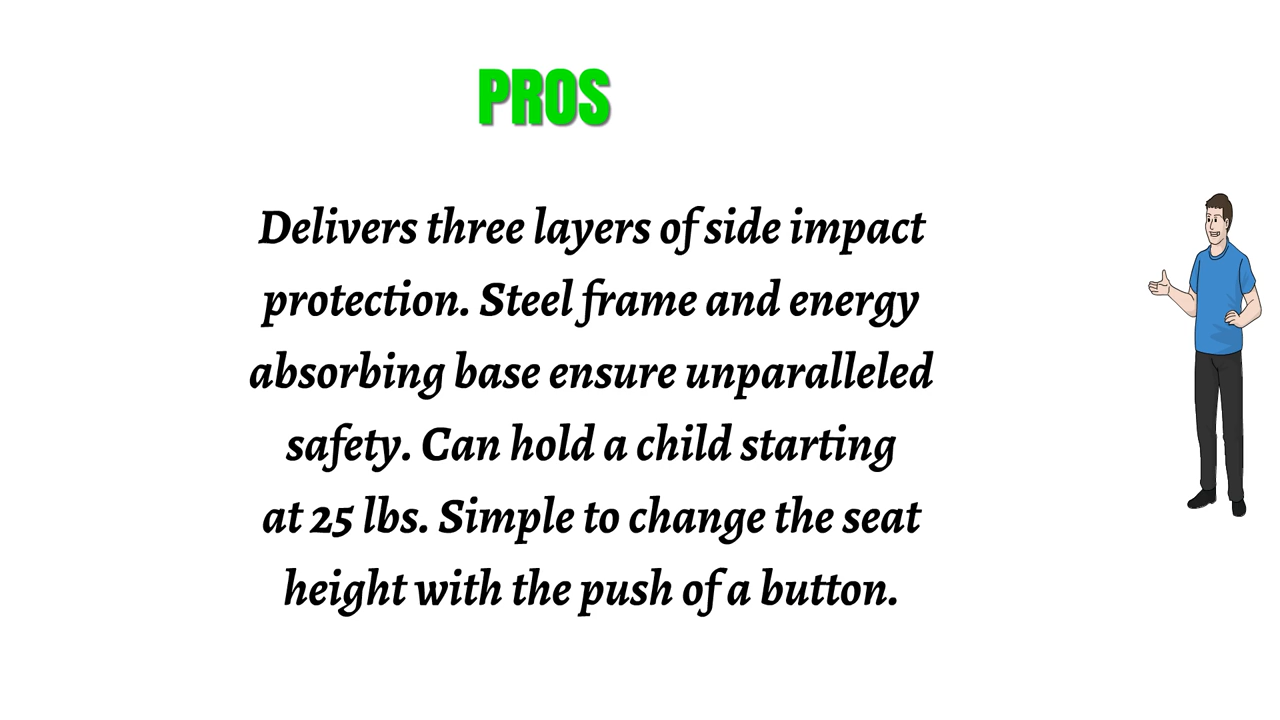 PROS
Delivers three layers of side impact
protection. Steel frame and energy
absorbing base ensure unparalleled
safety. Can hold a child starting
at 25 lbs. Simple to change the seat
height with the push of a button.